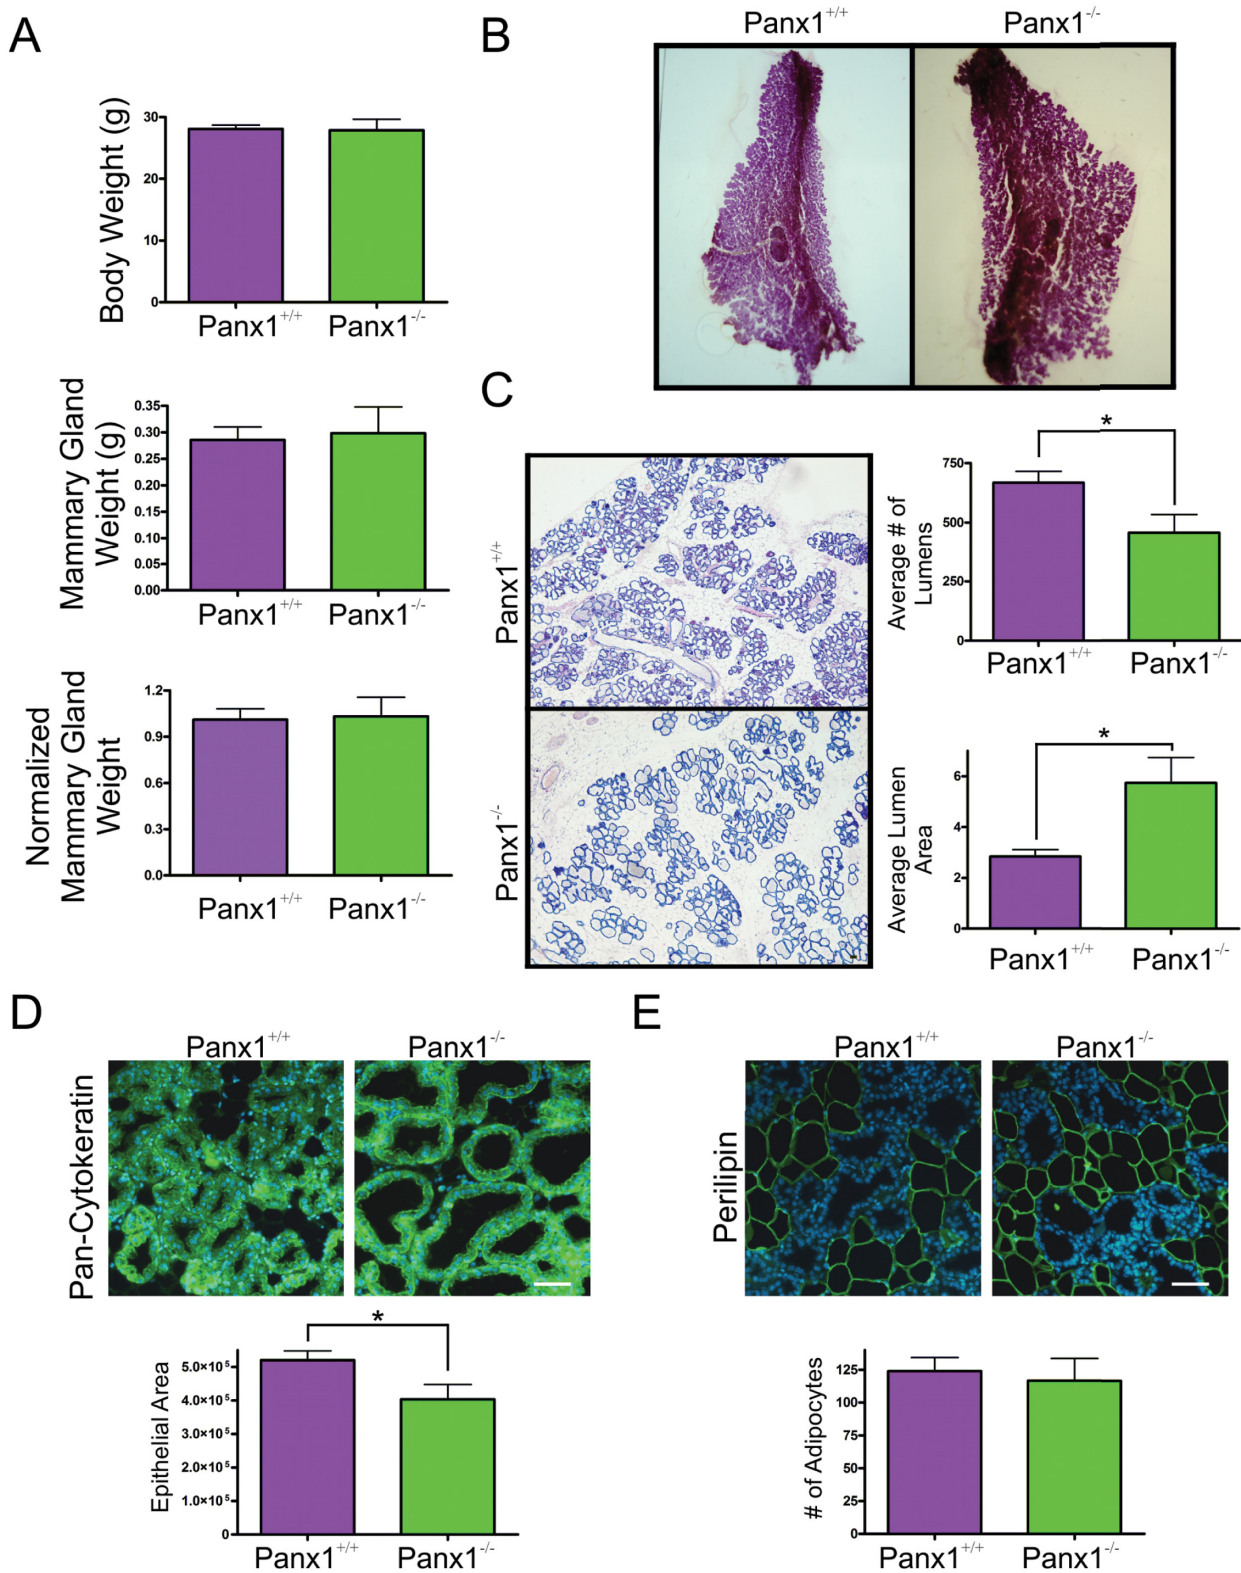 A
Body Weight (g)
30
20
10
0
Panx1+/+ Panx1-/-
Mammary Gland
Weight (g)
0.35
0.30
0.25
0.20
0.15
0.10
0.05
0.00
Panx1+/+ Panx1-/-
Normalized
Mammary Gland
Weight
1.2
0.9
0.6
0.3
0.0
Panx1+/+ Panx1-/-
B
Panx1+/+ Panx1-/-
C
Panx1+/+
Panx1-/-
*
Average # of
Lumens
750
500
250
0
Panx1+/+ Panx1-/-
*
Average Lumen
Area
6
4
2
0
Panx1+/+ Panx1-/-
D
Panx1+/+ Panx1-/-
Pan-Cytokeratin
*
Epithelial Area
5.0×10⁵
4.0×10⁵
3.0×10⁵
2.0×10⁵
1.0×10⁵
0
Panx1+/+ Panx1-/-
E
Panx1+/+ Panx1-/-
Perilipin
# of Adipocytes
125
100
75
50
25
0
Panx1+/+ Panx1-/-